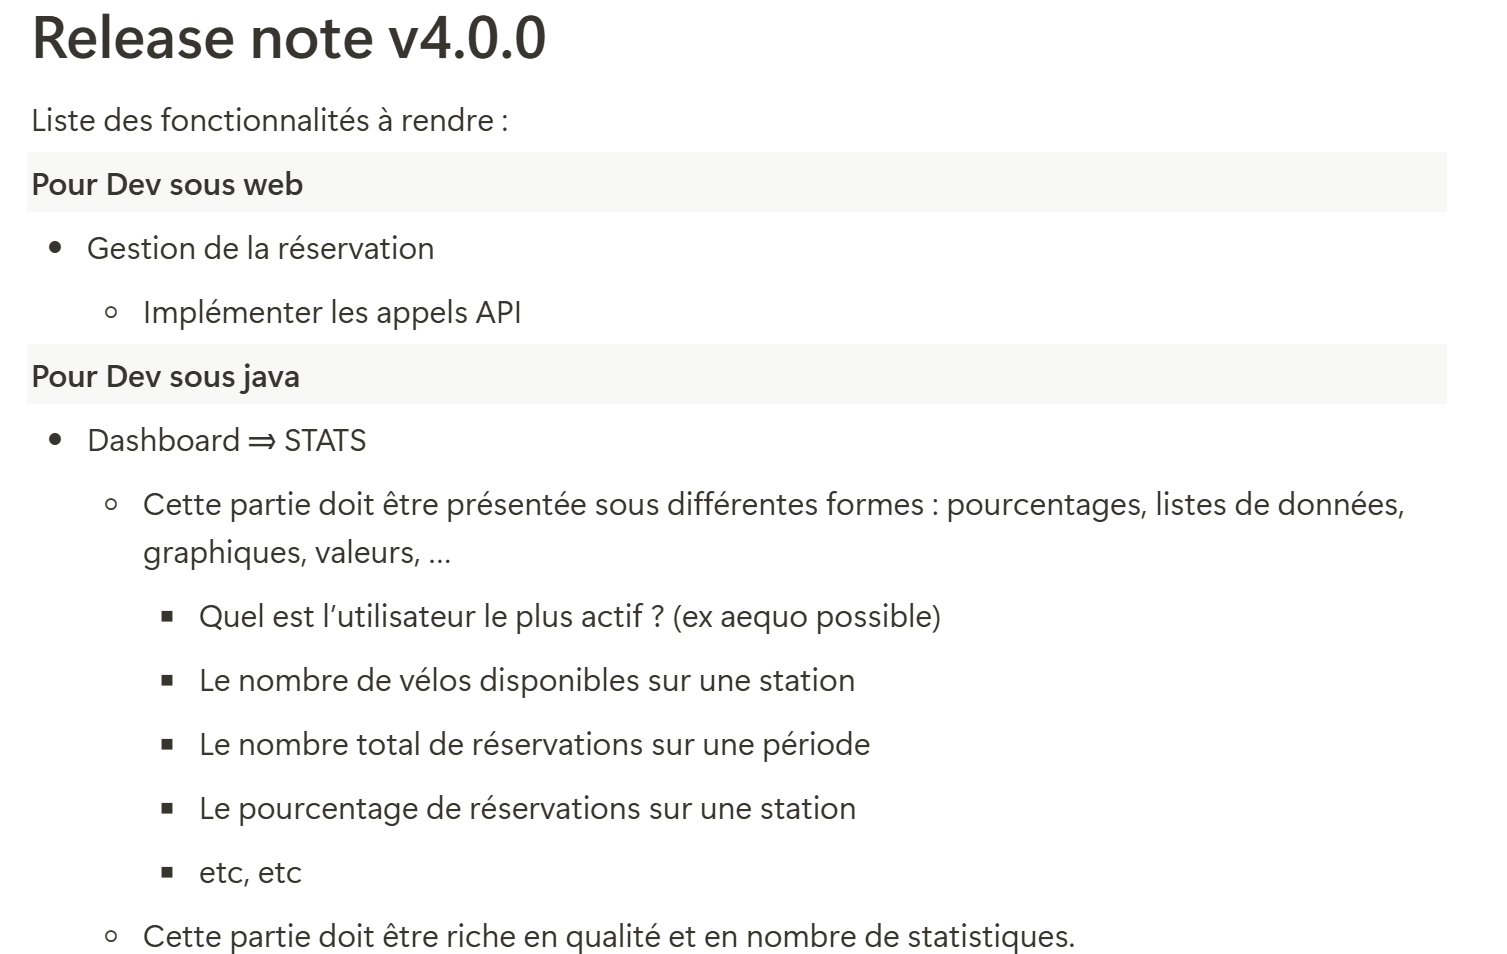 Release note v4.0.0
Liste des fonctionnalités à rendre :
Pour Dev sous web
• Gestion de la réservation
◦ Implémenter les appels API
Pour Dev sous java
• Dashboard ⇒ STATS
◦ Cette partie doit être présentée sous différentes formes : pourcentages, listes de données,
graphiques, valeurs, ...
▪ Quel est l’utilisateur le plus actif ? (ex aequo possible)
▪ Le nombre de vélos disponibles sur une station
▪ Le nombre total de réservations sur une période
▪ Le pourcentage de réservations sur une station
▪ etc, etc
◦ Cette partie doit être riche en qualité et en nombre de statistiques.